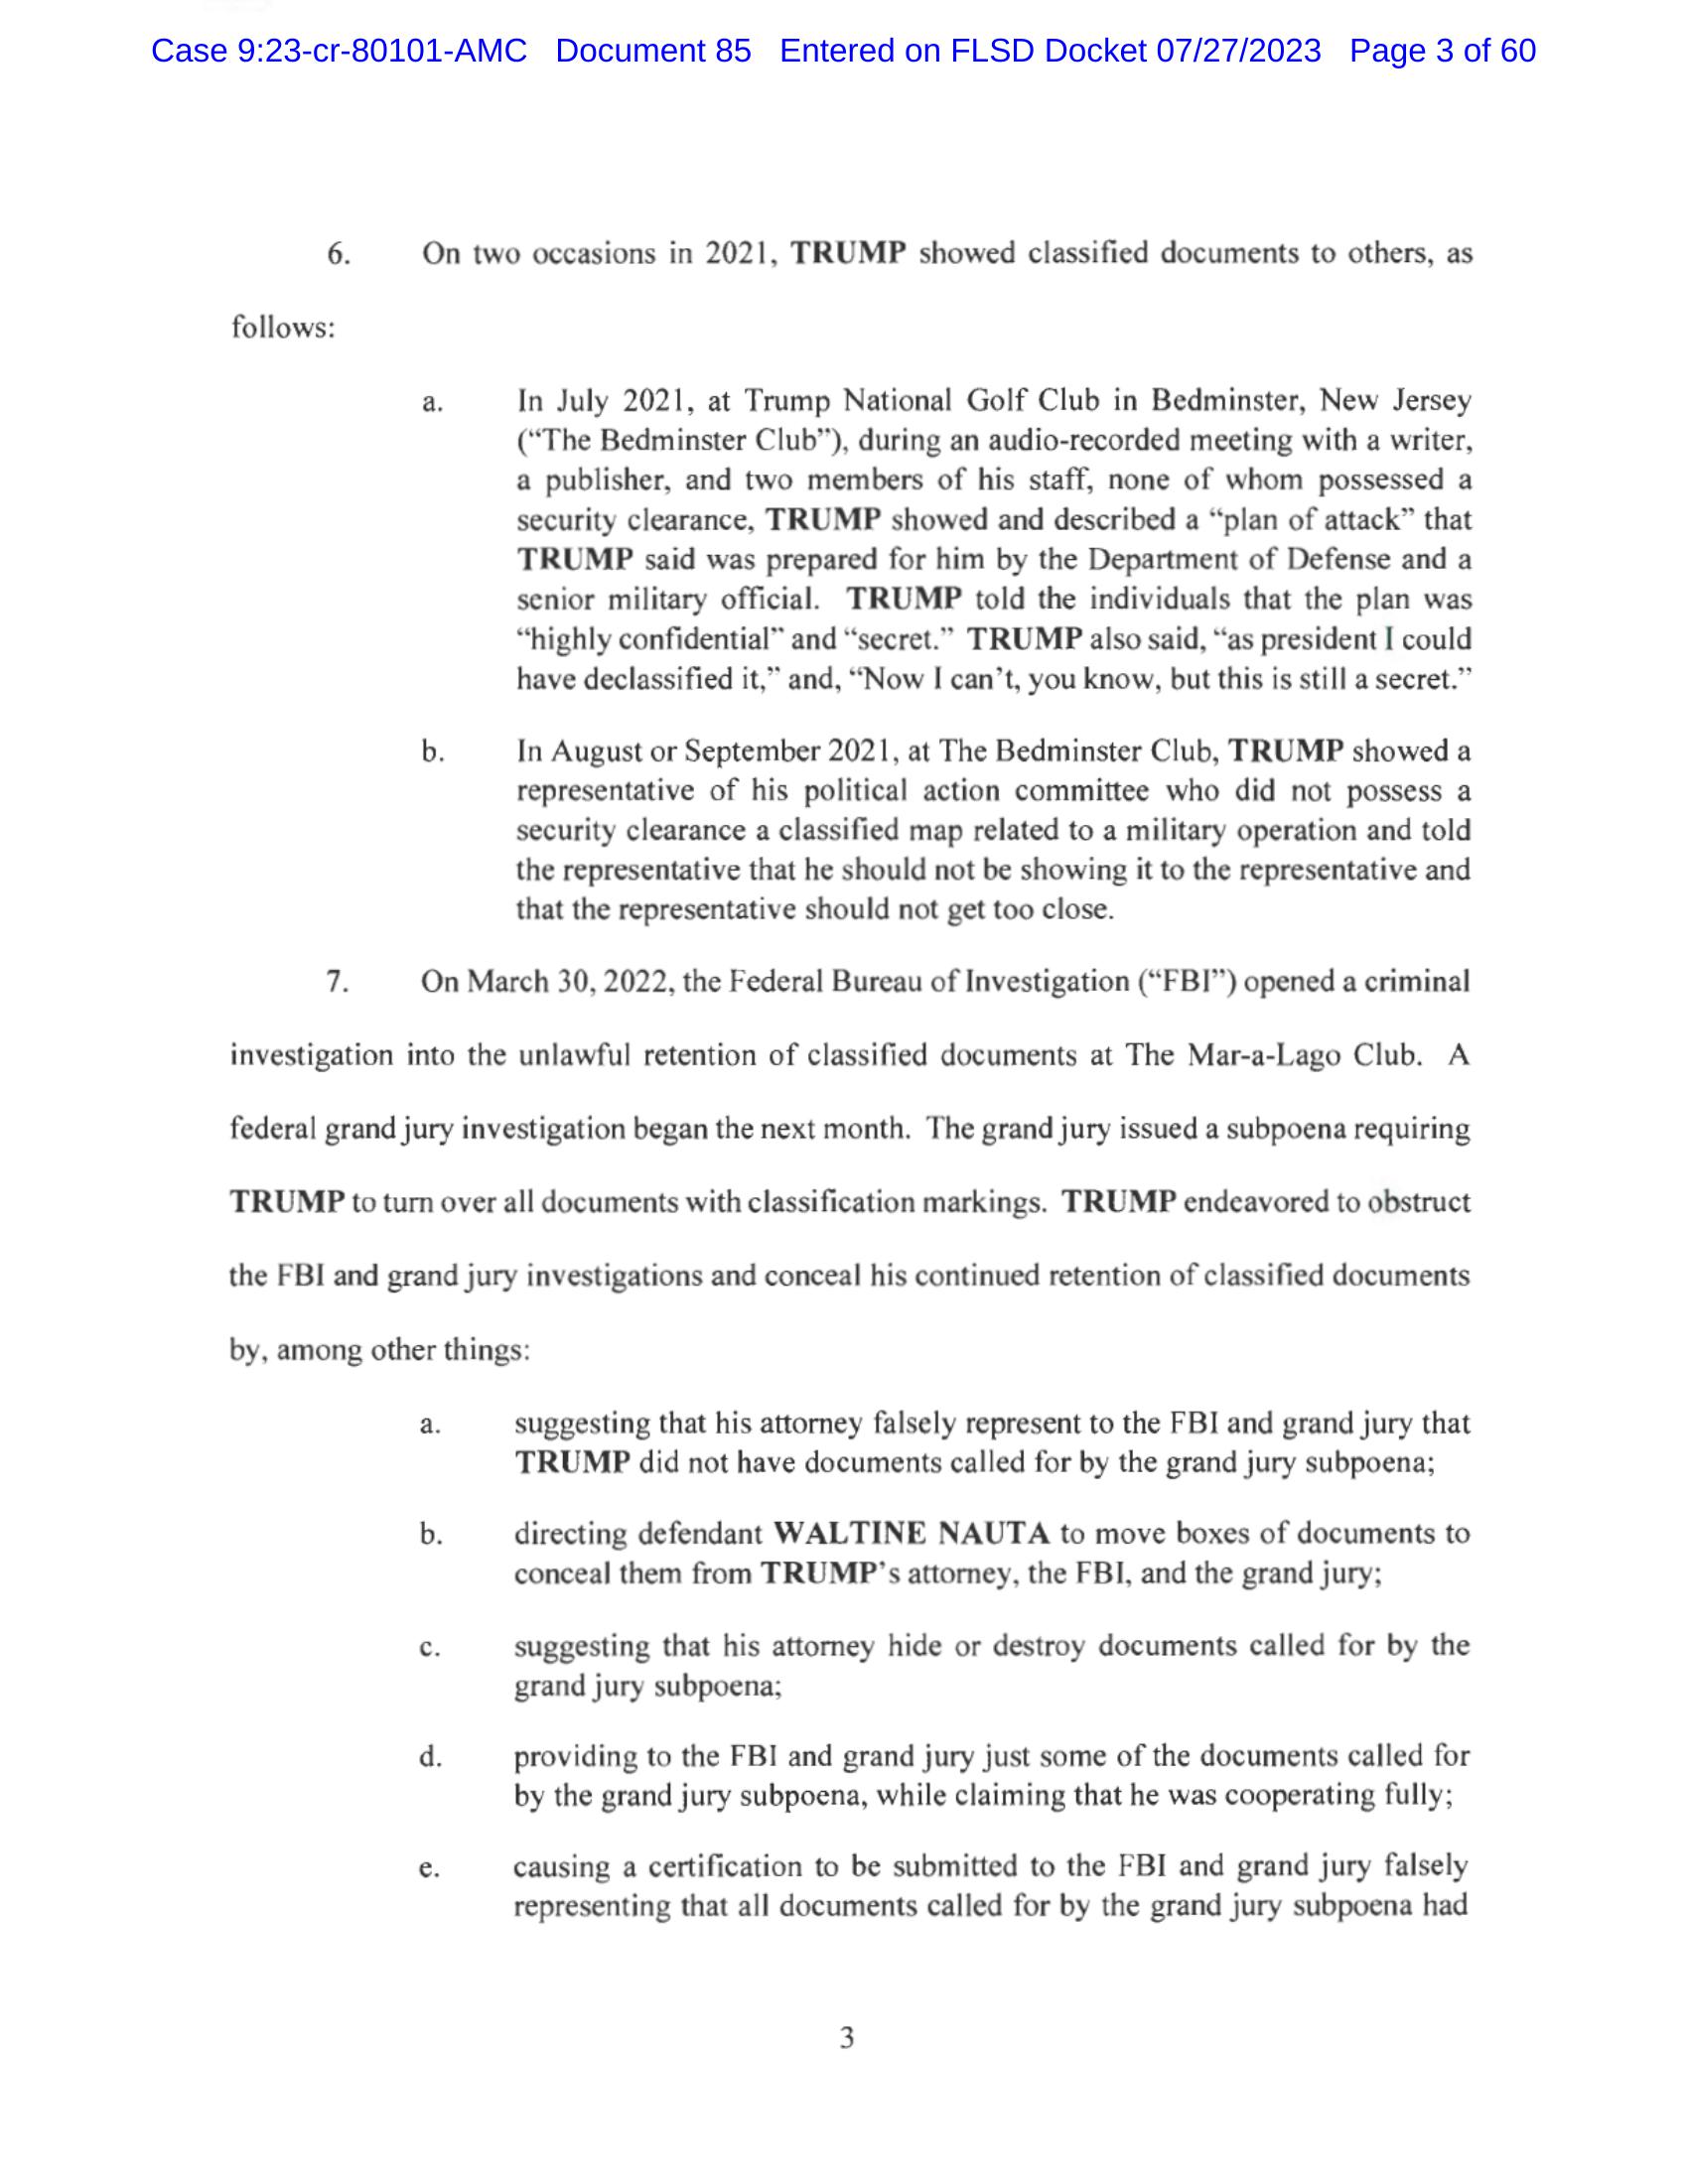 Case 9:23-cr-80101-AMC Document 85 Entered on FLSD Docket 07/27/2023 Page 3 of 60
6. On two occasions in 2021, TRUMP showed classified documents to others, as
follows:
a. In July 2021, at Trump National Golf Club in Bedminster, New Jersey
(“The Bedminster Club”), during an audio-recorded meeting with a writer,
a publisher, and two members of his staff, none of whom possessed a
security clearance, TRUMP showed and described a “plan of attack” that
TRUMP said was prepared for him by the Department of Defense and a
senior military official. TRUMP told the individuals that the plan was
“highly confidential” and “secret.” TRUMP also said, “as president I could
have declassified it,” and, “Now I can’t, you know, but this is still a secret.”
b. In August or September 2021, at The Bedminster Club, TRUMP showed a
representative of his political action committee who did not possess a
security clearance a classified map related to a military operation and told
the representative that he should not be showing it to the representative and
that the representative should not get too close.
7. On March 30, 2022, the Federal Bureau of Investigation (“FBI”) opened a criminal
investigation into the unlawful retention of classified documents at The Mar-a-Lago Club. A
federal grand jury investigation began the next month. The grand jury issued a subpoena requiring
TRUMP to turn over all documents with classification markings. TRUMP endeavored to obstruct
the FBI and grand jury investigations and conceal his continued retention of classified documents
by, among other things:
a. suggesting that his attorney falsely represent to the FBI and grand jury that
TRUMP did not have documents called for by the grand jury subpoena;
b. directing defendant WALTINE NAUTA to move boxes of documents to
conceal them from TRUMP’s attorney, the FBI, and the grand jury;
c. suggesting that his attorney hide or destroy documents called for by the
grand jury subpoena;
d. providing to the FBI and grand jury just some of the documents called for
by the grand jury subpoena, while claiming that he was cooperating fully;
e. causing a certification to be submitted to the FBI and grand jury falsely
representing that all documents called for by the grand jury subpoena had
3